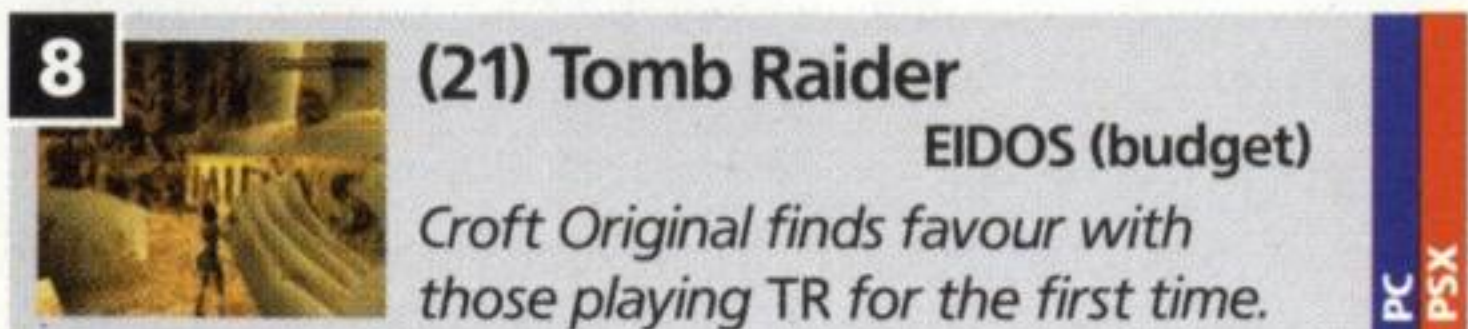 8
(21) Tomb Raider
EIDOS (budget)
Croft Original finds favour with
those playing TR for the first time.
PC
PSX